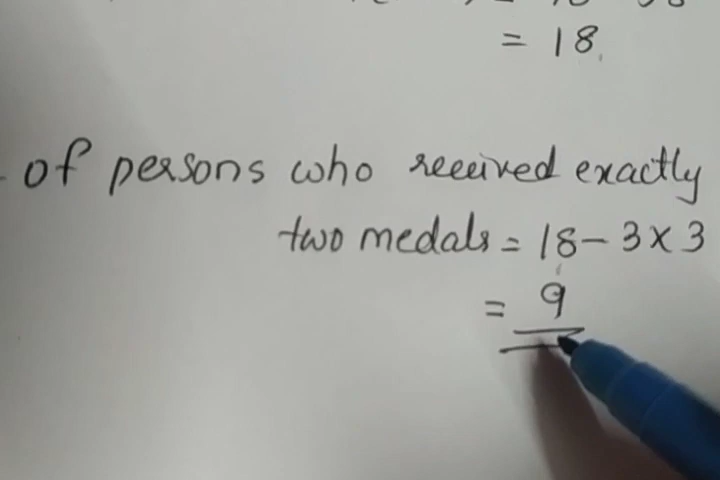 = 18
of persons who received exactly
two medals = 18 - 3 × 3
= 9